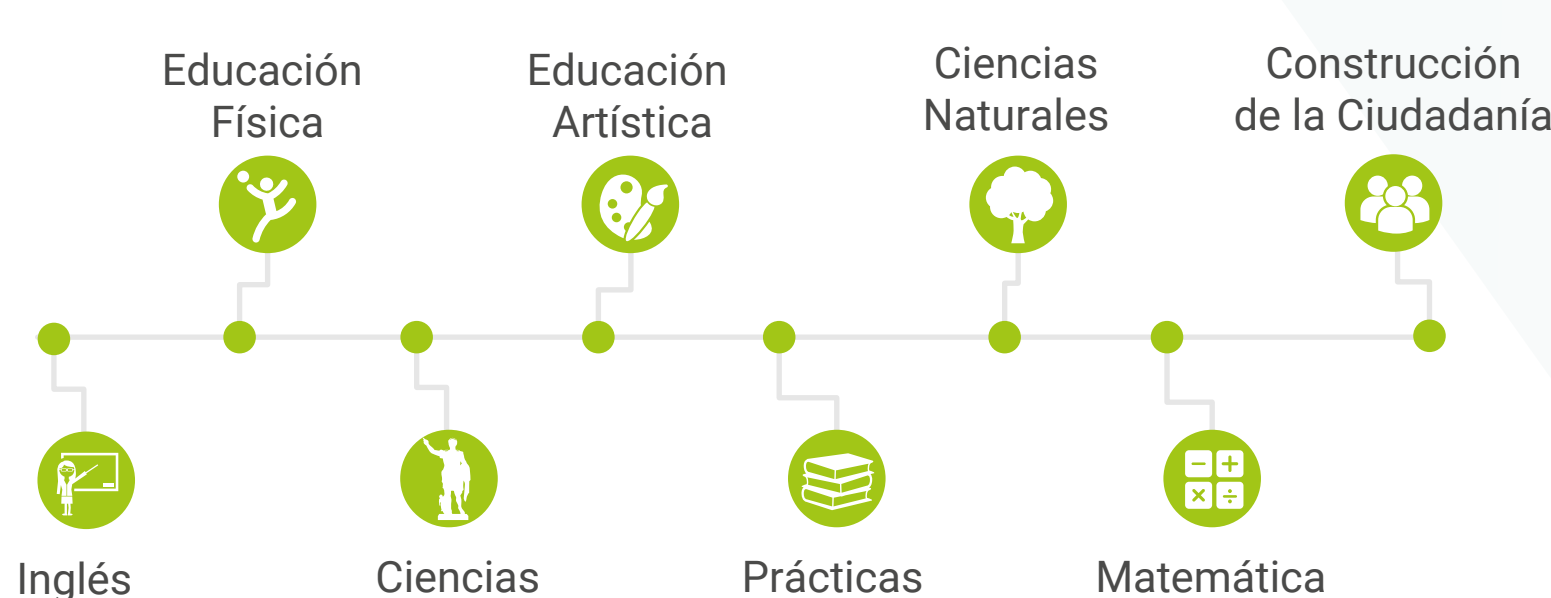 Educación
Física
Educación
Artística
Ciencias
Naturales
Construcción
de la Ciudadanía
Inglés
Ciencias
Prácticas
Matemática